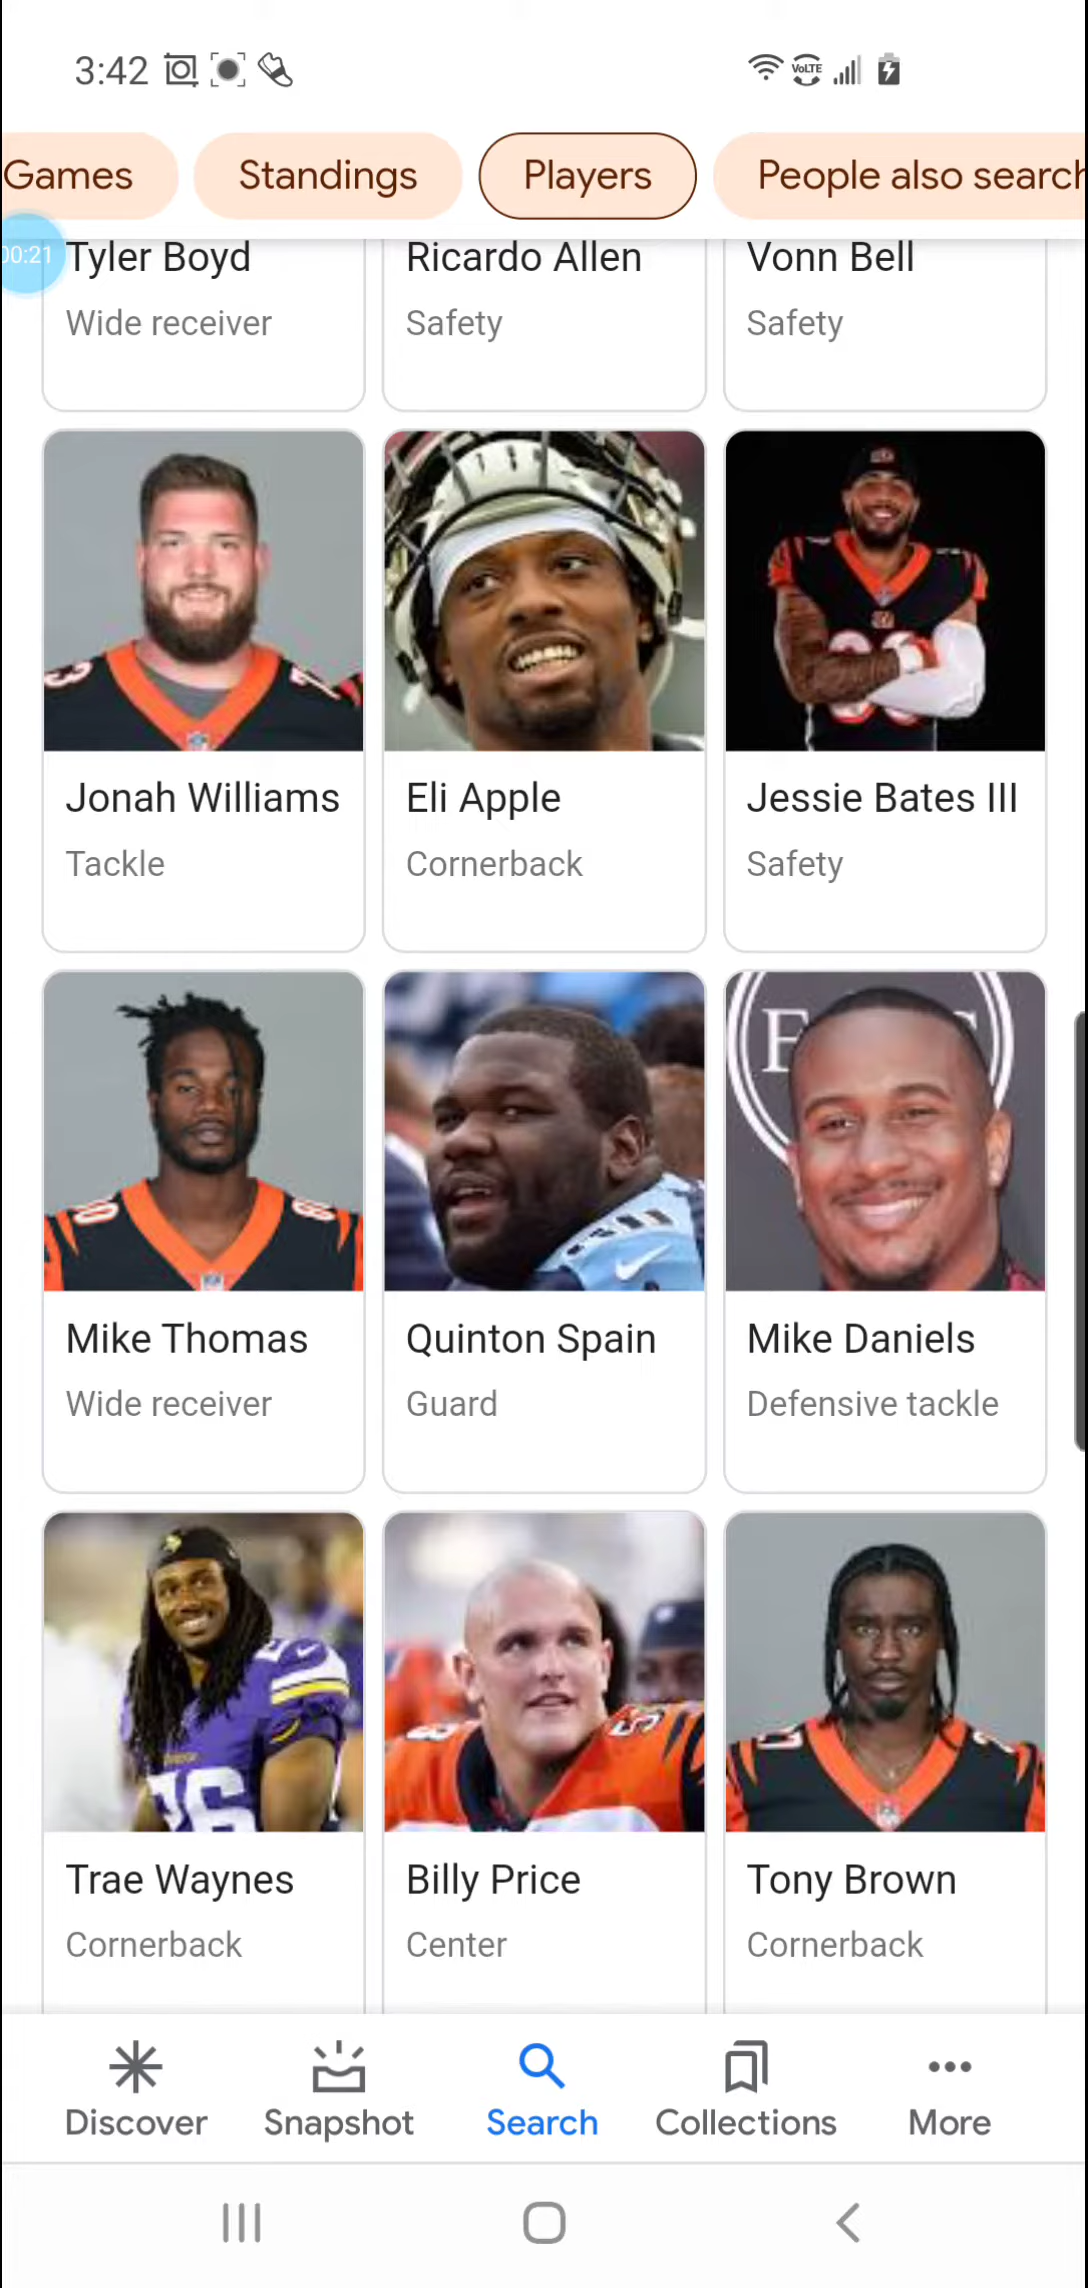 3:42
VoLTE
Games Standings Players People also search
00:21
Tyler Boyd Ricardo Allen Vonn Bell
Wide receiver Safety Safety
Jonah Williams Eli Apple Jessie Bates III
Tackle Cornerback Safety
Mike Thomas Quinton Spain Mike Daniels
Wide receiver Guard Defensive tackle
26
Trae Waynes Billy Price Tony Brown
Cornerback Center Cornerback
Discover Snapshot Search Collections More